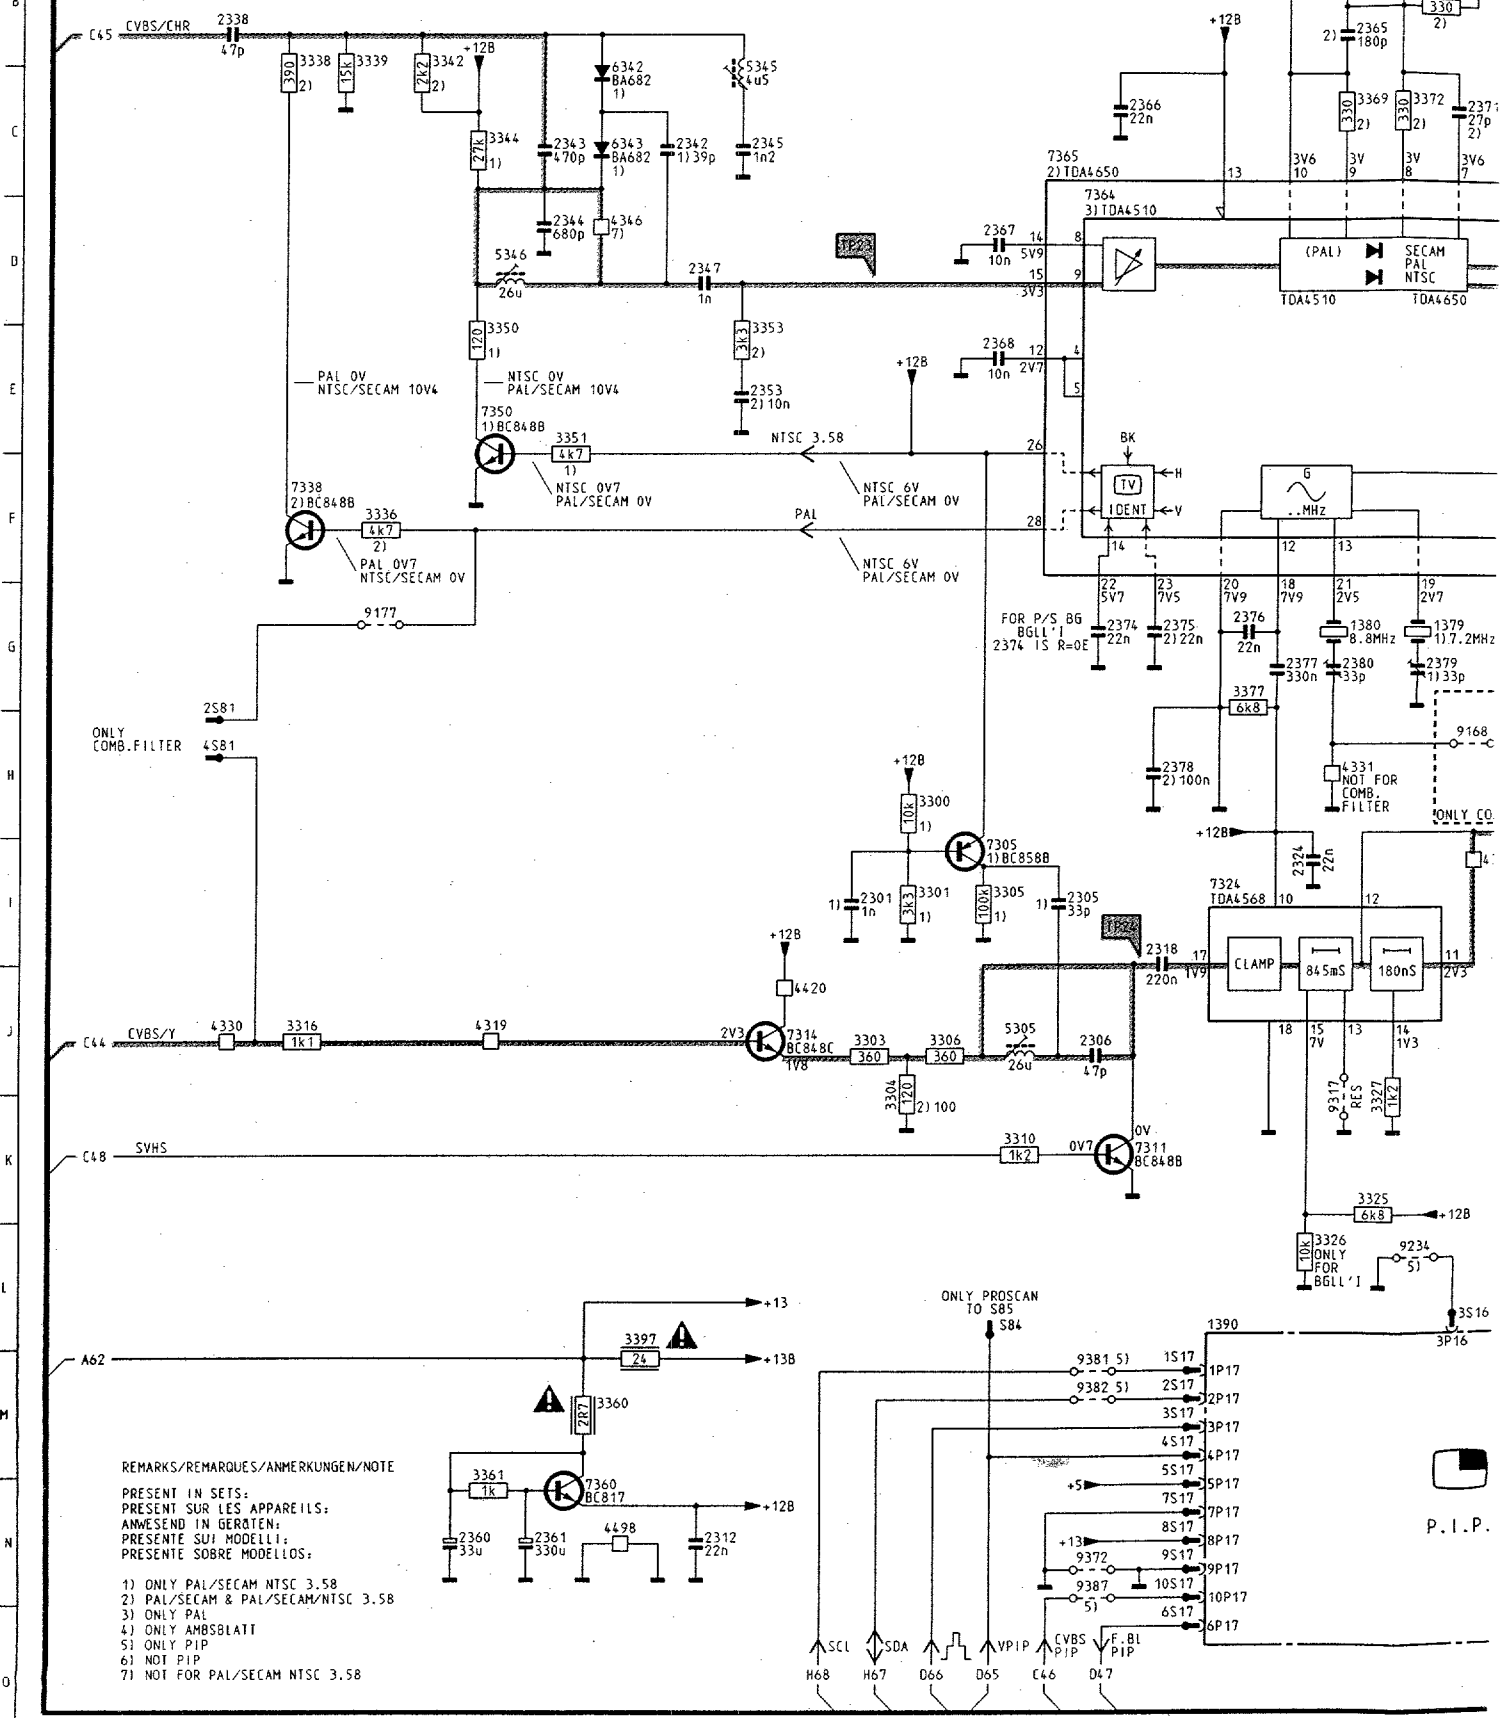 B
C
D
E
F
G
H
I
J
K
L
M
N
O
C45
CVBS/CHR
2338
47p
390
3338
2)
15k
3339
2k2
3342
2)
+12B
27k
3344
1)
2343
470p
6342
BA682
1)
6343
BA682
1)
2342
1)39p
5345
4u5
2345
1n2
2344
680p
4346
7)
5346
26u
2347
1n
TP23
120
3350
1)
3k3
3353
2)
2353
2)10n
PAL 0V
NTSC/SECAM 10V4
NTSC 0V
PAL/SECAM 10V4
7350
1)BC848B
3351
4k7
1)
NTSC 0V7
PAL/SECAM 0V
NTSC 3.58
NTSC 6V
PAL/SECAM 0V
+12B
7338
2)BC848B
3336
4k7
2)
PAL 0V7
NTSC/SECAM 0V
PAL
NTSC 6V
PAL/SECAM 0V
9177
2S81
4S81
ONLY
COMB.FILTER
+12B
330
2)
2)
2365
180p
2366
22n
330
3369
2)
330
3372
2)
2371
27p
2)
7365
2)TDA4650
13
3V6
10
3V
9
3V
8
3V6
7
7364
3)TDA4510
2367
10n
14
5V9
8
15
3V3
9
(PAL)
SECAM
PAL
NTSC
TDA4510
TDA4650
2368
10n
12
2V7
4
5
26
28
BK
TV
IDENT
H
V
14
G
..MHz
12
13
22
5V7
23
7V5
20
7V9
18
7V9
21
2V5
19
2V7
FOR P/S BG
BGLL'I
2374 IS R=0E
2374
22n
2375
2)22n
2376
22n
2377
330n
1380
8.8MHz
2380
33p
1379
1)7.2MHz
2379
1)33p
3377
6k8
2378
2)100n
9168
4331
NOT FOR
COMB.
FILTER
ONLY CO
+12B
2324
22n
+12B
10k
3300
1)
7305
1)BC858B
1)
2301
1n
3k3
3301
1)
100k
3305
1)
1)
2305
33p
TP24
2318
220n
17
1V9
7324
TDA4568
10
12
CLAMP
845mS
180nS
11
2V3
18
15
7V
13
14
1V3
+12B
4420
C44
CVBS/Y
4330
3316
1k1
4319
2V3
7314
BC848C
1V8
3303
360
3306
360
3304
120
2)100
5305
26u
2306
47p
9317
RES
3327
1k2
C48
SVHS
3310
1k2
0V7
0V
7311
BC848B
3325
6k8
+12B
10k
3326
ONLY
FOR
BGLL'I
9234
5)
3S16
3P16
+13
3397
24
+13B
A62
2R7
3360
3361
1k
7360
BC817
+12B
2360
33u
2361
330u
4498
2312
22n
ONLY PROSCAN
TO S85
S84
1390
9381 5)
1S17
1P17
9382 5)
2S17
2P17
3S17
3P17
4S17
4P17
+5
5S17
5P17
7S17
7P17
+13
8S17
8P17
9372
9S17
9P17
9387
5)
10S17
10P17
6S17
6P17
P.I.P.
SCL
SDA
VPIP
CVBS
PIP
F.BL
PIP
H68
H67
D66
D65
C46
D47
REMARKS/REMARQUES/ANMERKUNGEN/NOTE
PRESENT IN SETS:
PRESENT SUR LES APPAREILS:
ANWESEND IN GERÄTEN:
PRESENTE SUI MODELLI:
PRESENTE SOBRE MODELLOS:
1) ONLY PAL/SECAM NTSC 3.58
2) PAL/SECAM & PAL/SECAM/NTSC 3.58
3) ONLY PAL
4) ONLY AMBSBLATT
5) ONLY PIP
6) NOT PIP
7) NOT FOR PAL/SECAM NTSC 3.58